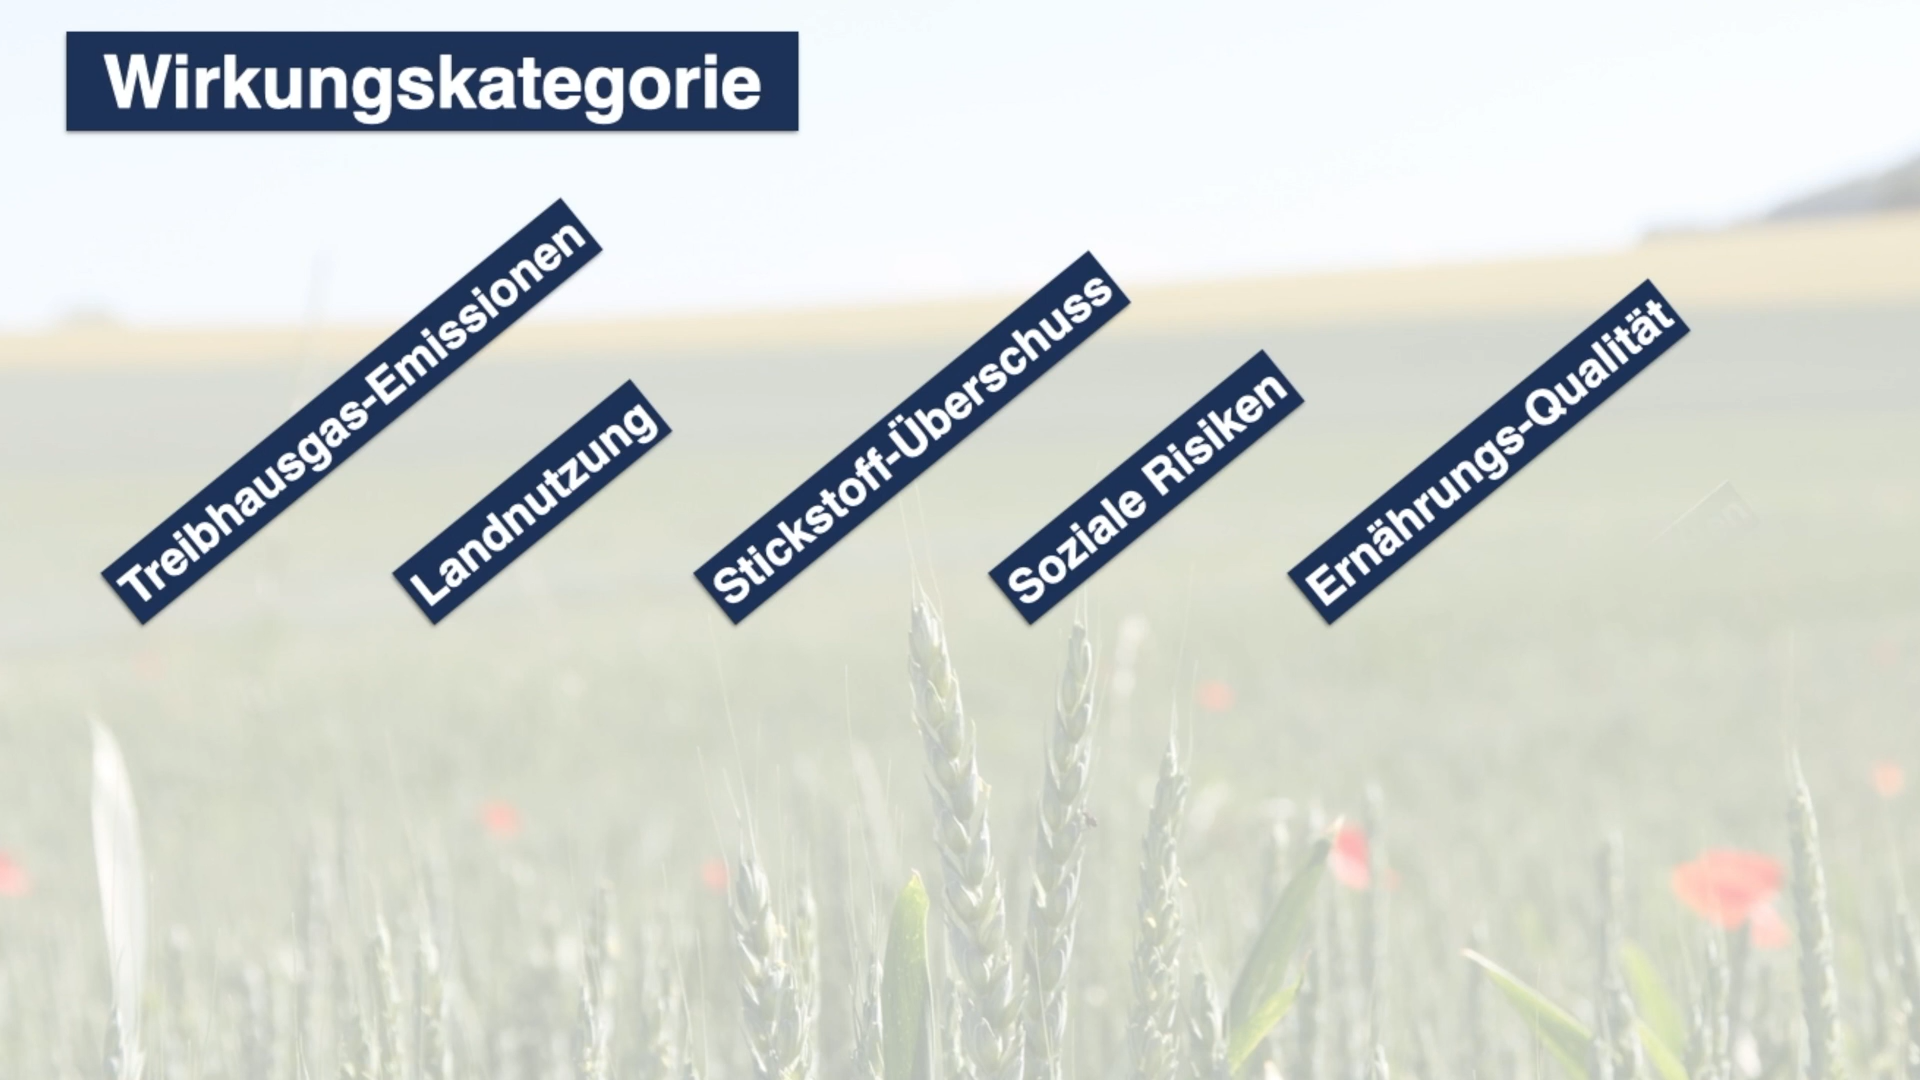 Wirkungskategorie
Treibhausgas-Emissionen
Landnutzung
Stickstoff-Überschuss
Soziale Risiken
Ernährungs-Qualität